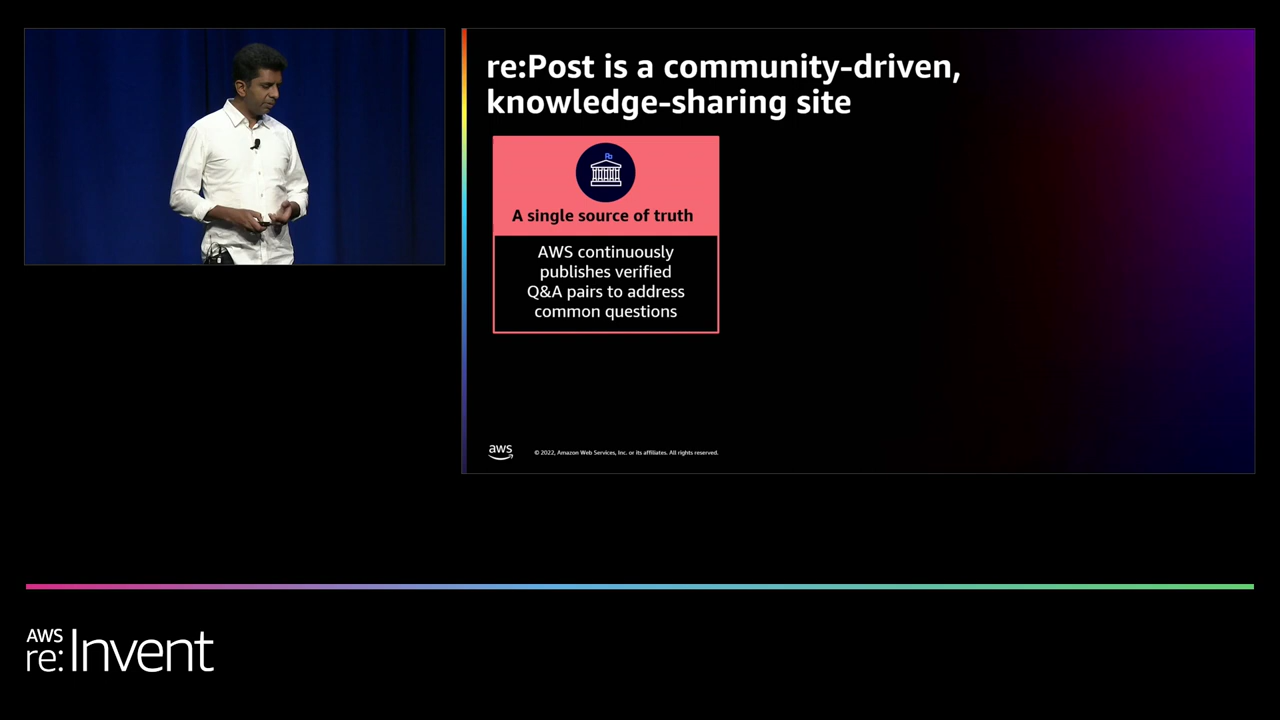 re:Post is a community-driven,
knowledge-sharing site
A single source of truth
AWS continuously
publishes verified
Q&A pairs to address
common questions
aws
© 2022, Amazon Web Services, Inc. or its affiliates. All rights reserved.
AWS
re:Invent